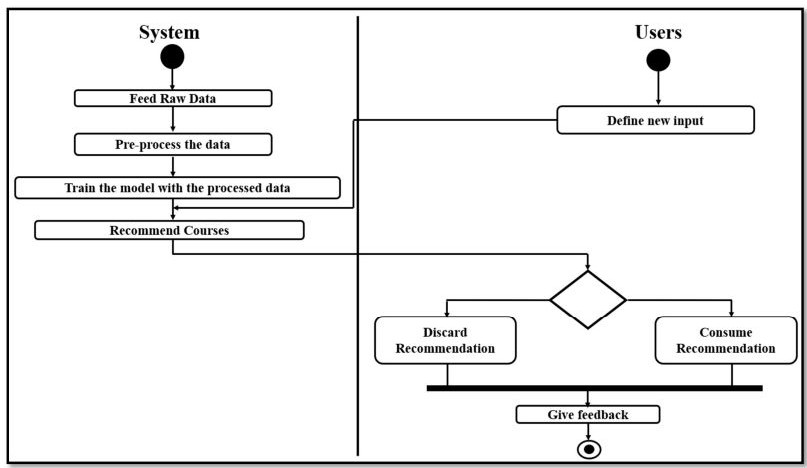 System
Users
Feed Raw Data
Define new input
Pre-process the data
Train the model with the processed data
Recommend Courses
Discard
Recommendation
Consume
Recommendation
Give feedback